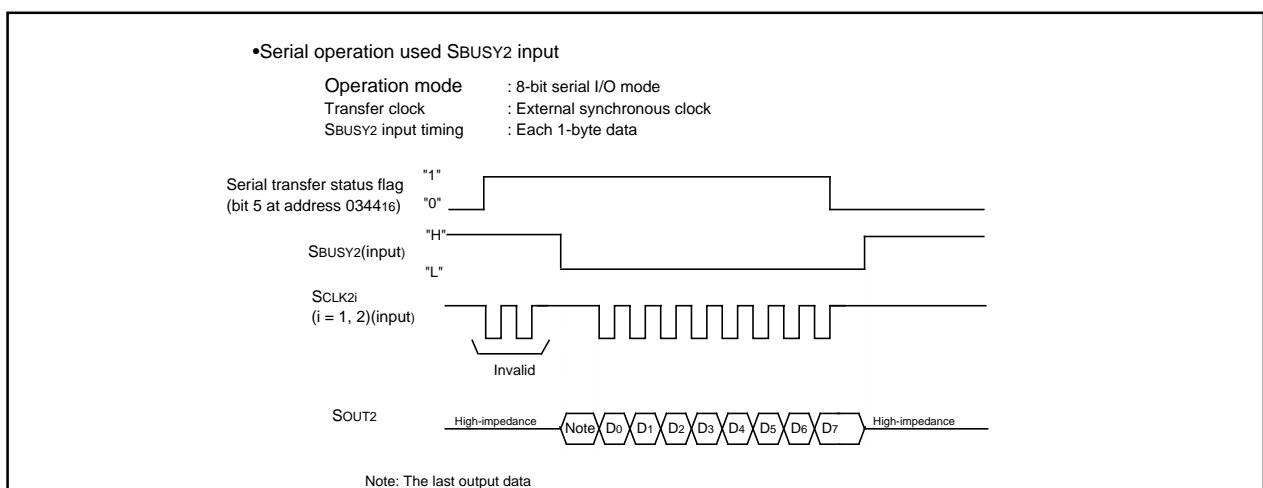 •Serial operation used SBUSY2 input
Operation mode : 8-bit serial I/O mode
Transfer clock : External synchronous clock
SBUSY2 input timing : Each 1-byte data
"1"
Serial transfer status flag
(bit 5 at address 034416) "0"
"H"
SBUSY2(input)
"L"
SCLK2i
(i = 1, 2)(input)
Invalid
SOUT2 High-impedance Note D0 D1 D2 D3 D4 D5 D6 D7 High-impedance
Note: The last output data